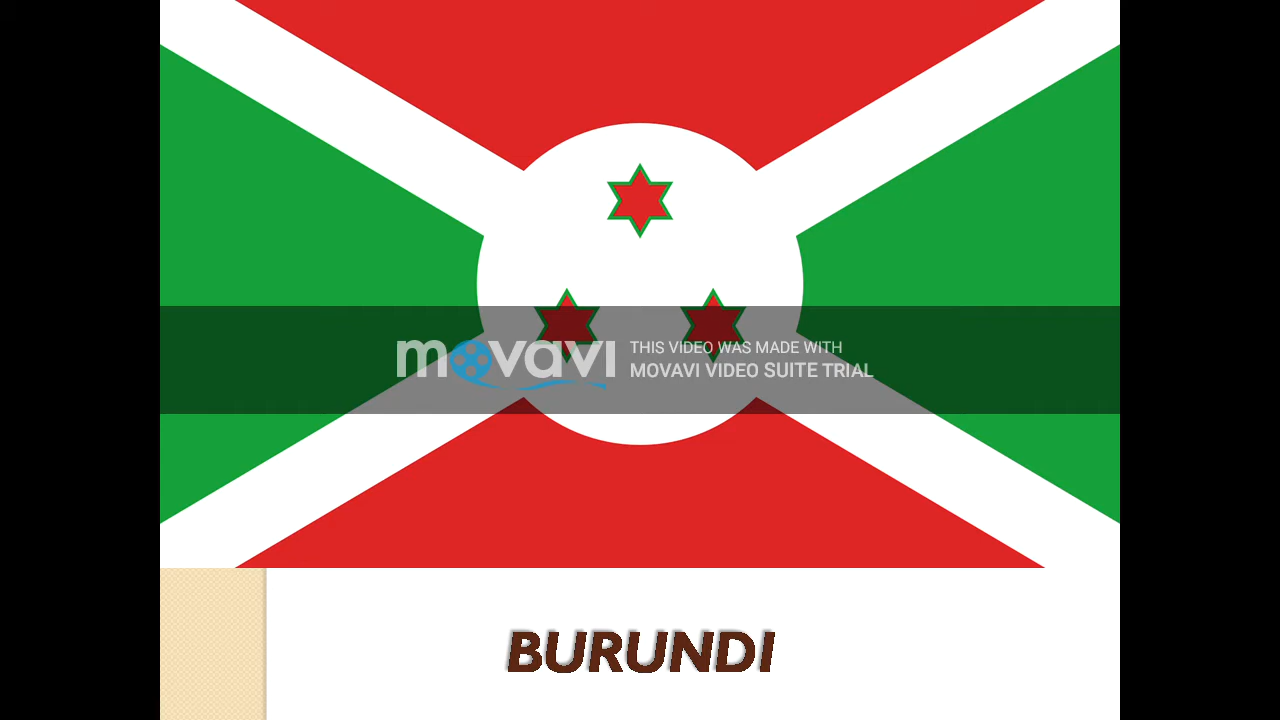 movavi
THIS VIDEO WAS MADE WITH
MOVAVI VIDEO SUITE TRIAL
BURUNDI